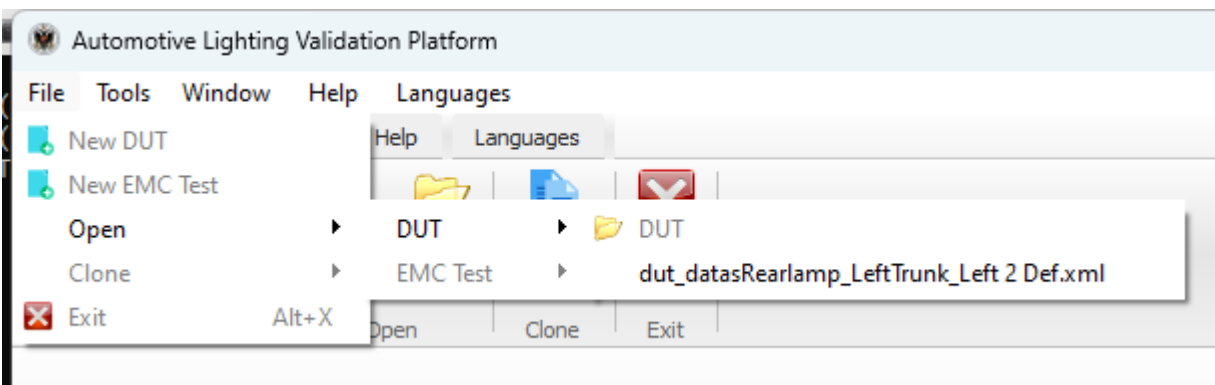 Automotive Lighting Validation Platform
File Tools Window Help Languages
New DUT
Help Languages
New EMC Test
Open
DUT
DUT
Clone
EMC Test
dut_datasRearlamp_LeftTrunk_Left 2 Def.xml
Exit Alt+X
Open Clone Exit